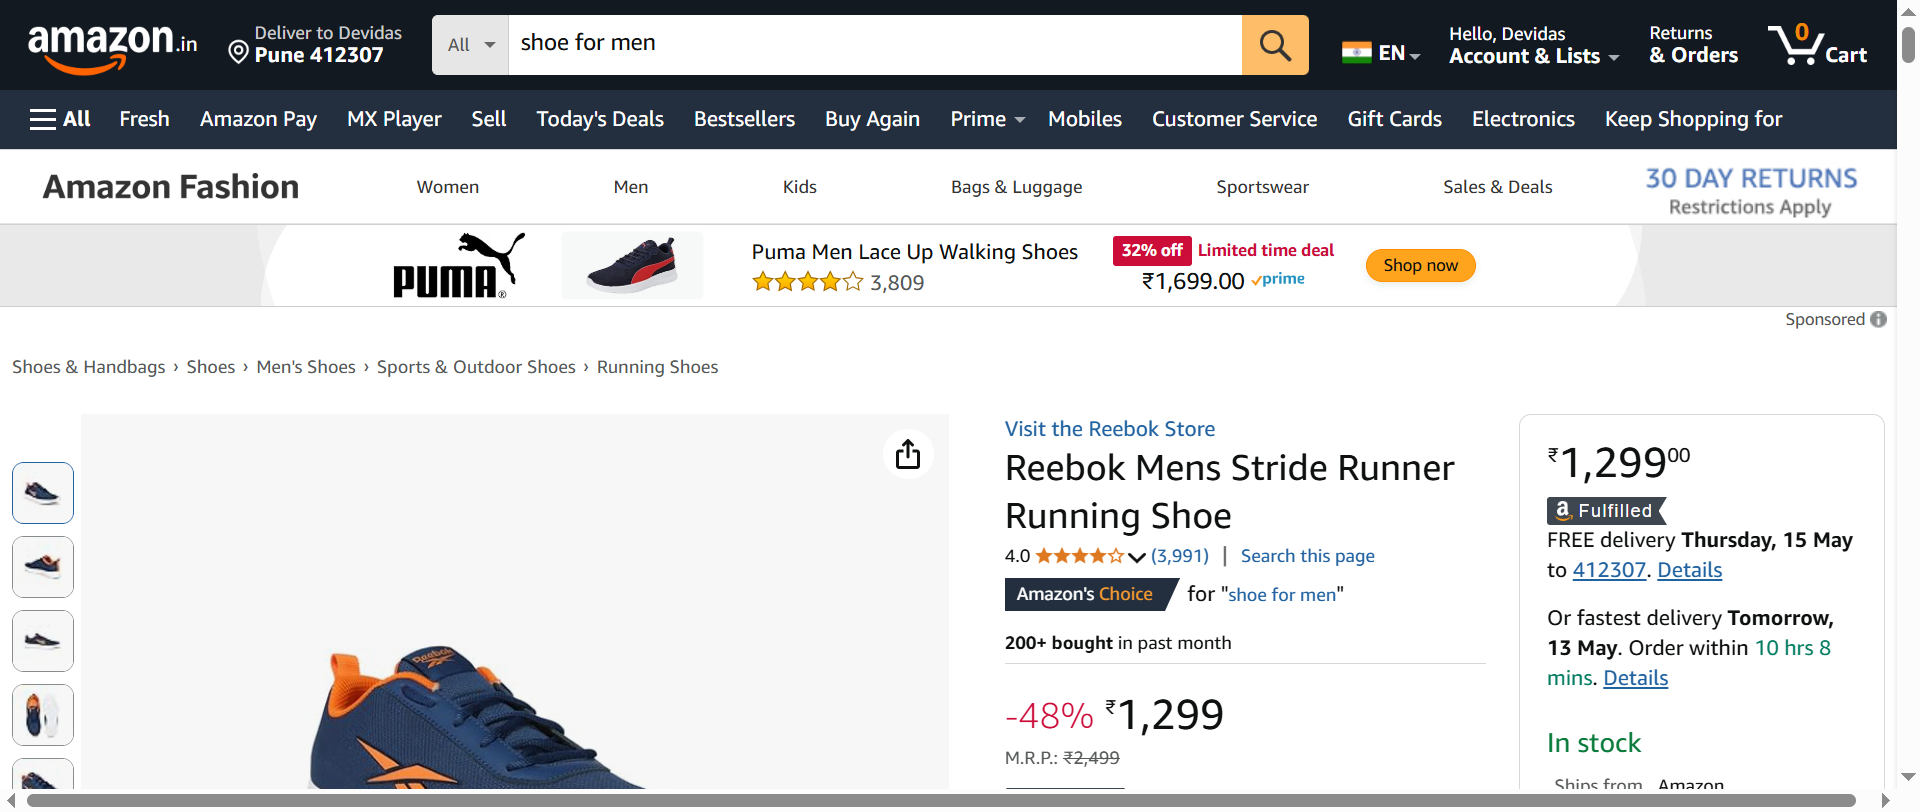 amazon.in
Deliver to Devidas
Pune 412307
All
shoe for men
EN
Hello, Devidas
Account & Lists
Returns
& Orders
0
Cart
All Fresh Amazon Pay MX Player Sell Today's Deals Bestsellers Buy Again Prime Mobiles Customer Service Gift Cards Electronics Keep Shopping for
Amazon Fashion Women Men Kids Bags & Luggage Sportswear Sales & Deals
30 DAY RETURNS
Restrictions Apply
PUMA®
Puma Men Lace Up Walking Shoes
3,809
32% off Limited time deal
₹1,699.00 prime
Shop now
Sponsored
Shoes & Handbags › Shoes › Men's Shoes › Sports & Outdoor Shoes › Running Shoes
Reebok
Visit the Reebok Store
Reebok Mens Stride Runner
Running Shoe
4.0 (3,991) | Search this page
Amazon's Choice for "shoe for men"
200+ bought in past month
-48% ₹1,299
M.R.P.: ₹2,499
₹1,29900
a Fulfilled
FREE delivery Thursday, 15 May
to 412307. Details
Or fastest delivery Tomorrow,
13 May. Order within 10 hrs 8
mins. Details
In stock
Ships from Amazon